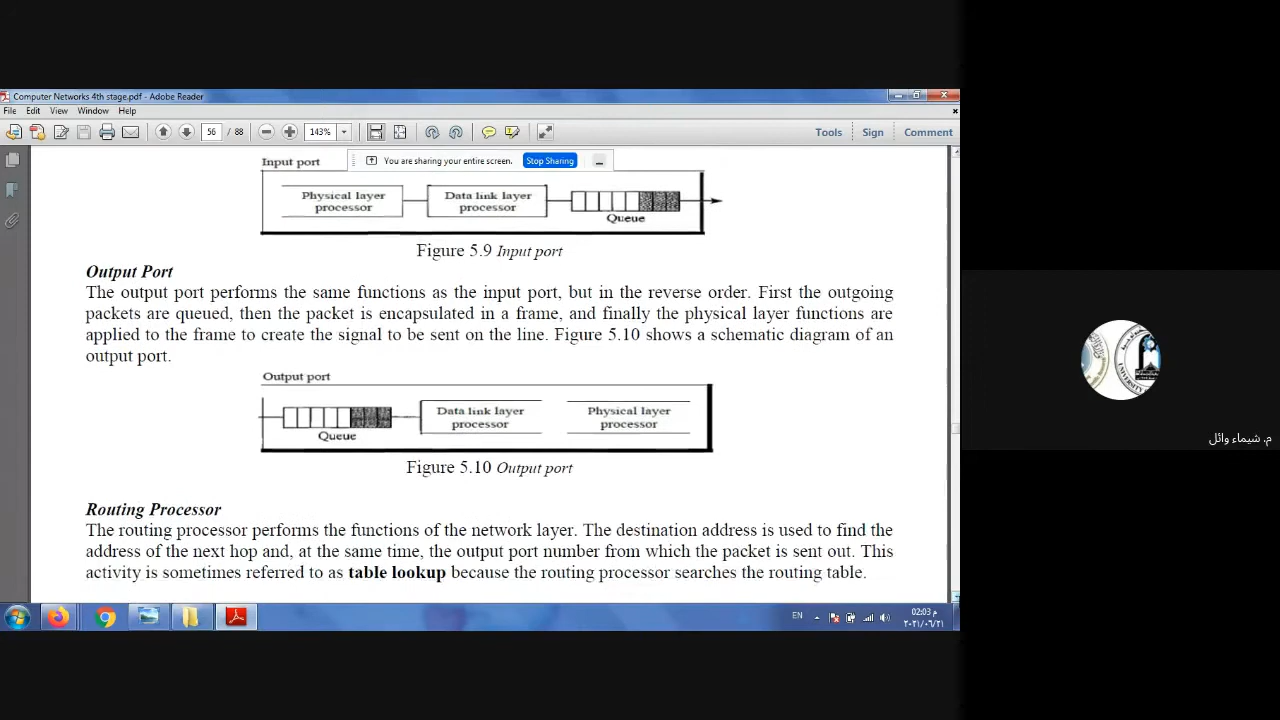 Computer Networks 4th stage.pdf - Adobe Reader
File Edit View Window Help
56 / 88 143% Tools Sign Comment
Input port
You are sharing your entire screen. Stop Sharing
Physical layer processor
Data link layer processor
Queue
Figure 5.9 Input port
Output Port
The output port performs the same functions as the input port, but in the reverse order. First the outgoing
packets are queued, then the packet is encapsulated in a frame, and finally the physical layer functions are
applied to the frame to create the signal to be sent on the line. Figure 5.10 shows a schematic diagram of an
output port.
Output port
Queue
Data link layer processor
Physical layer processor
Figure 5.10 Output port
م. شيماء وائل
Routing Processor
The routing processor performs the functions of the network layer. The destination address is used to find the
address of the next hop and, at the same time, the output port number from which the packet is sent out. This
activity is sometimes referred to as table lookup because the routing processor searches the routing table.
EN
02:03 م
٢٠٢١/٠٦/٢١